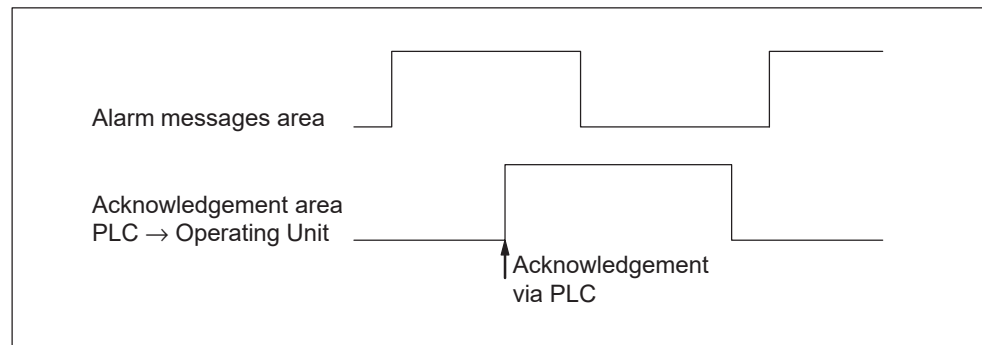 Alarm messages area
Acknowledgement area
PLC → Operating Unit
Acknowledgement
via PLC